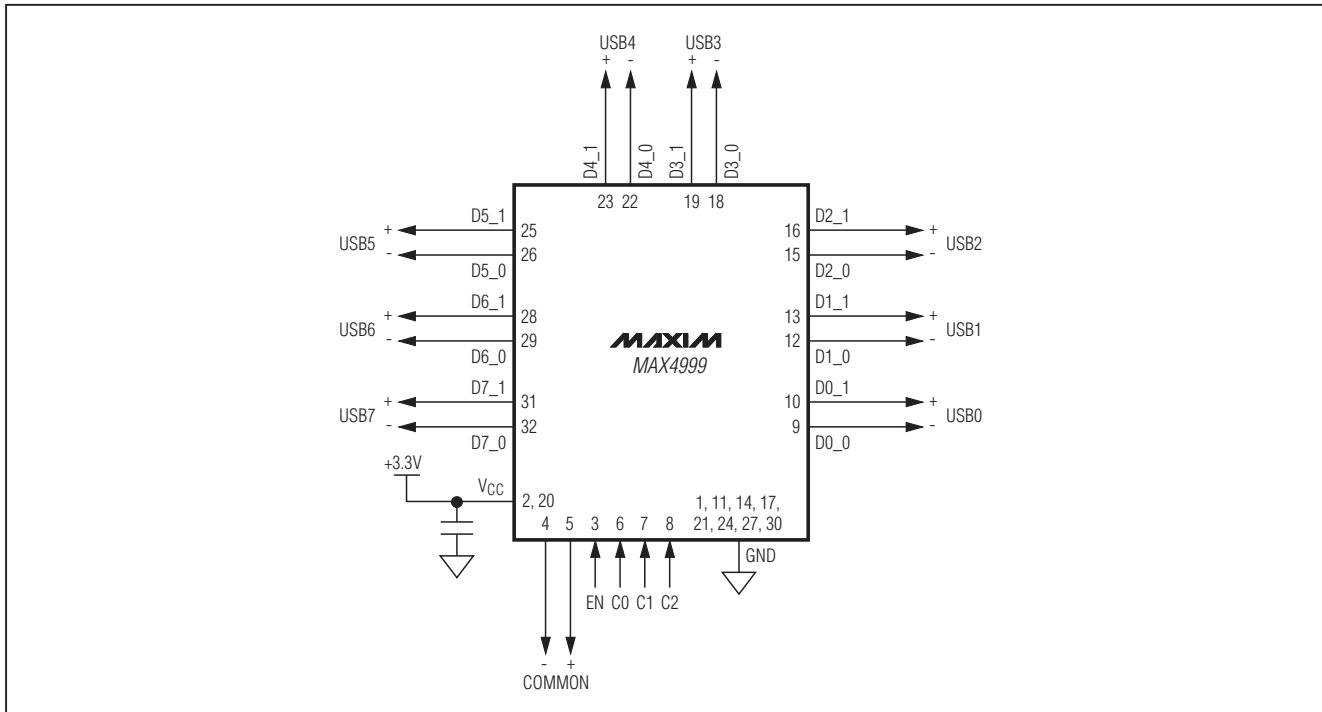 USB4 USB3
+ - + -
D4_1 D4_0 D3_1 D3_0
23 22 19 18
D5_1 D2_1
+ 25 16 +
USB5 USB2
- 26 15 -
D5_0 D2_0
D6_1 D1_1
+ 28 13 +
USB6 USB1
- 29 12 -
D6_0 D1_0
MAXIM
MAX4999
D7_1 D0_1
+ 31 10 +
USB7 USB0
- 32 9 -
D7_0 D0_0
+3.3V
VCC 2, 20 1, 11, 14, 17,
4 5 3 6 7 8 21, 24, 27, 30
GND
EN C0 C1 C2
- +
COMMON